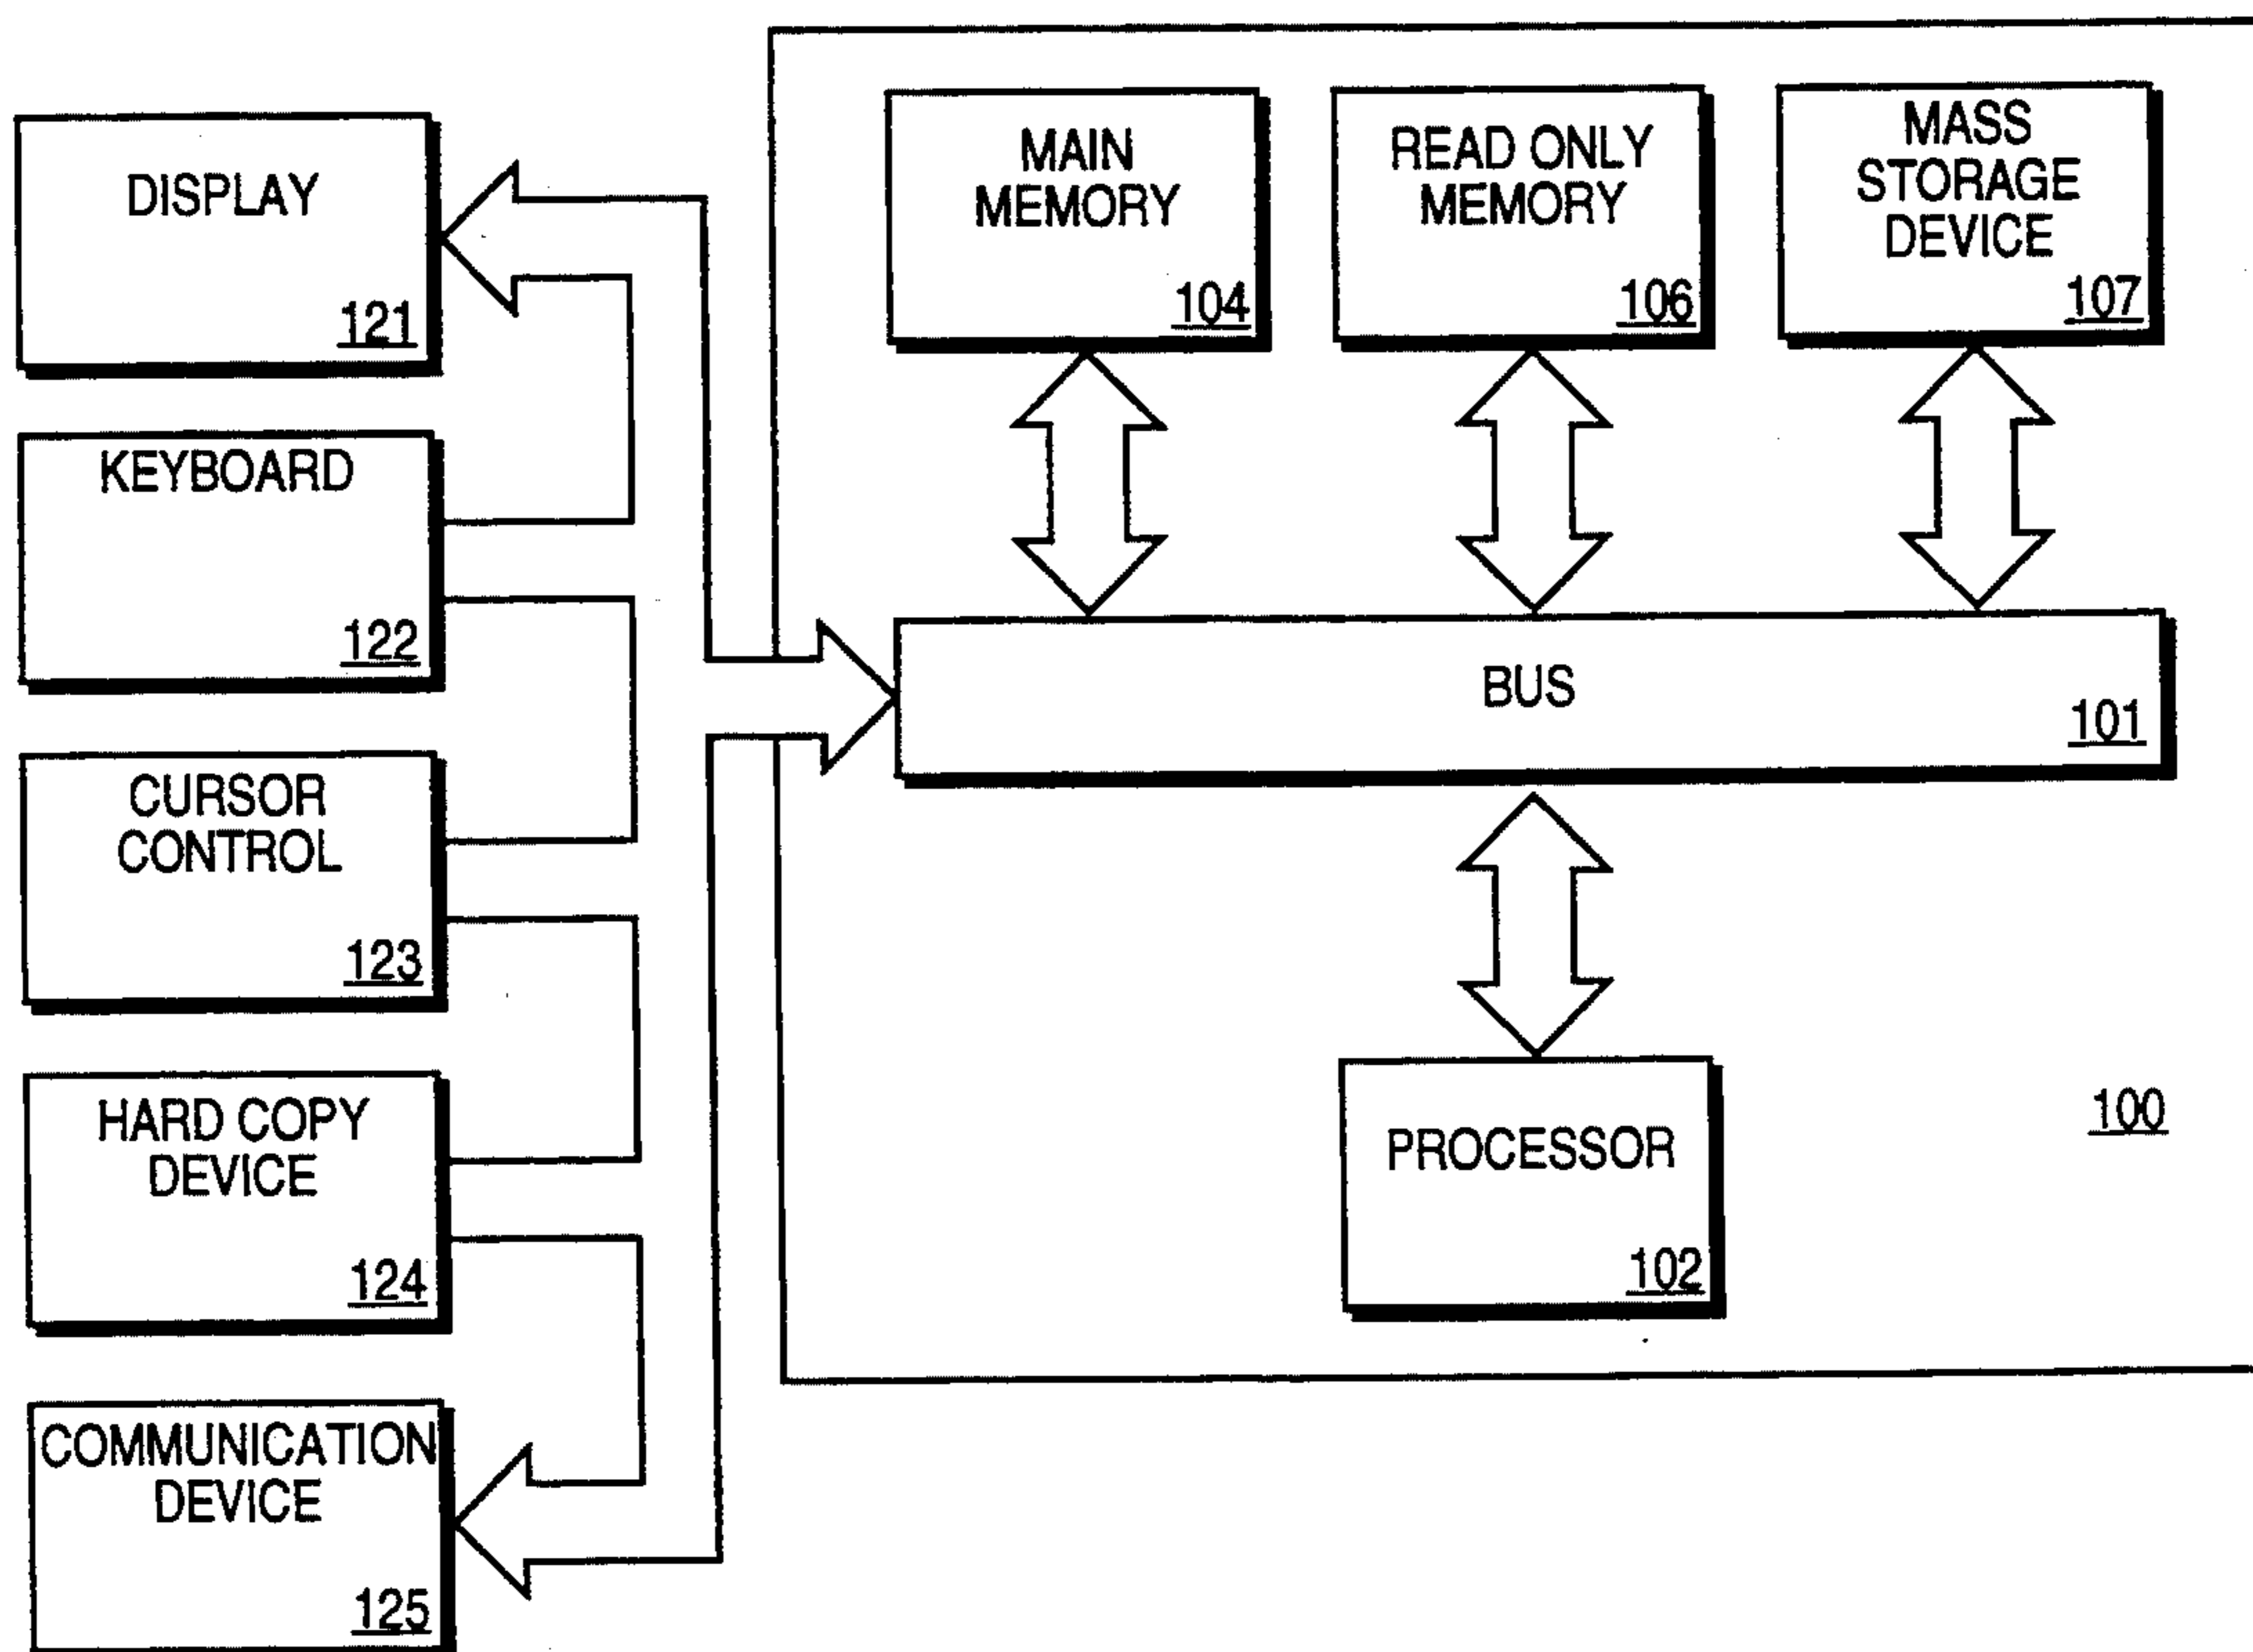 DISPLAY
121
KEYBOARD
122
CURSOR
CONTROL
123
HARD COPY
DEVICE
124
COMMUNICATION
DEVICE
125
MAIN
MEMORY
104
READ ONLY
MEMORY
106
MASS
STORAGE
DEVICE
107
BUS
101
PROCESSOR
102
100